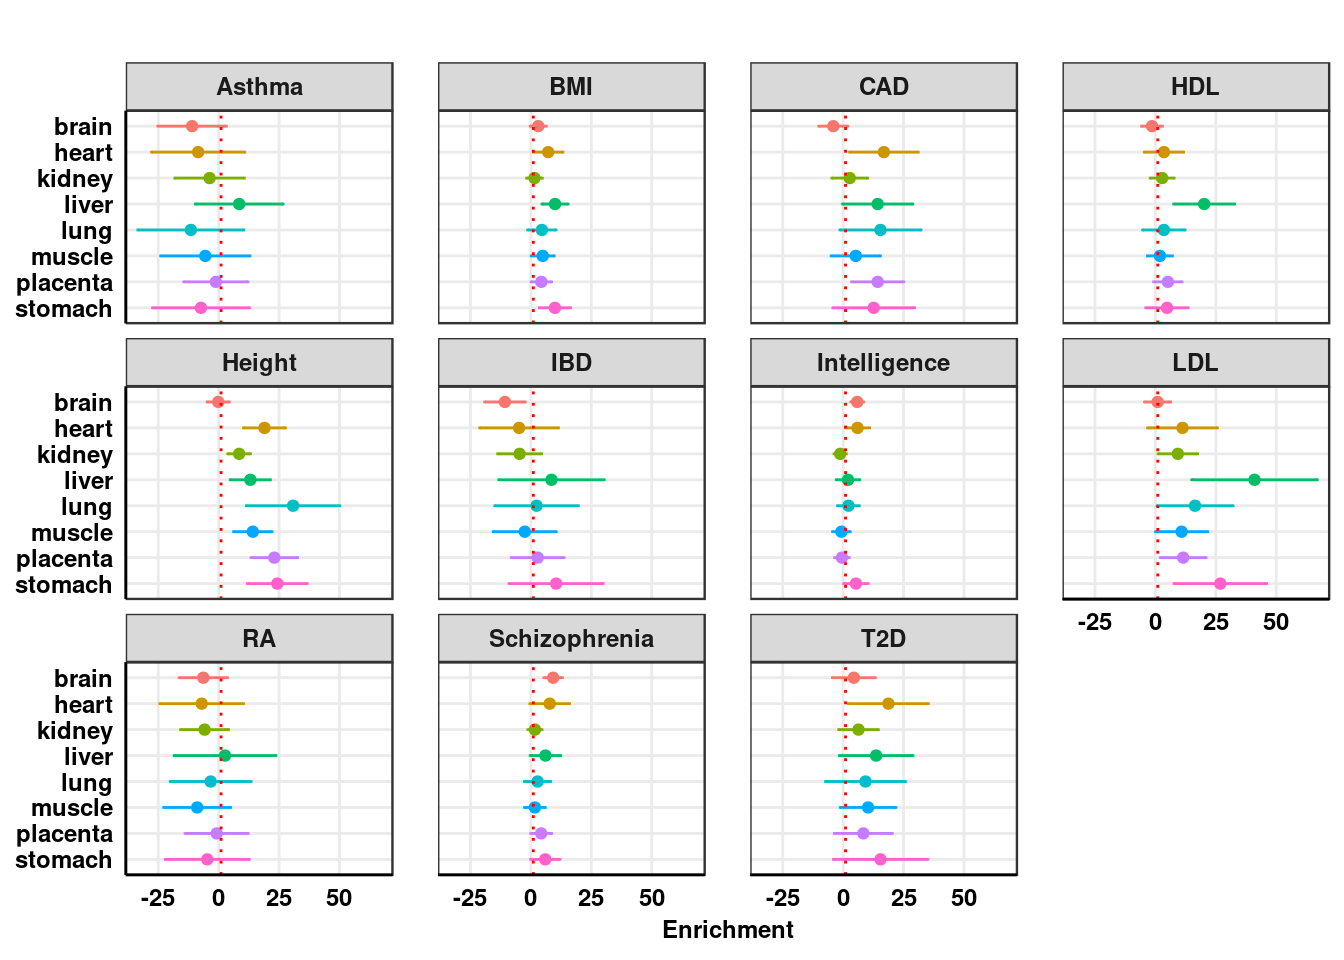 Asthma BMI CAD HDL
brain
heart
kidney
liver
lung
muscle
placenta
stomach
Height IBD Intelligence LDL
brain
heart
kidney
liver
lung
muscle
placenta
stomach
-25 0 25 50
RA Schizophrenia T2D
brain
heart
kidney
liver
lung
muscle
placenta
stomach
-25 0 25 50 -25 0 25 50 -25 0 25 50
Enrichment